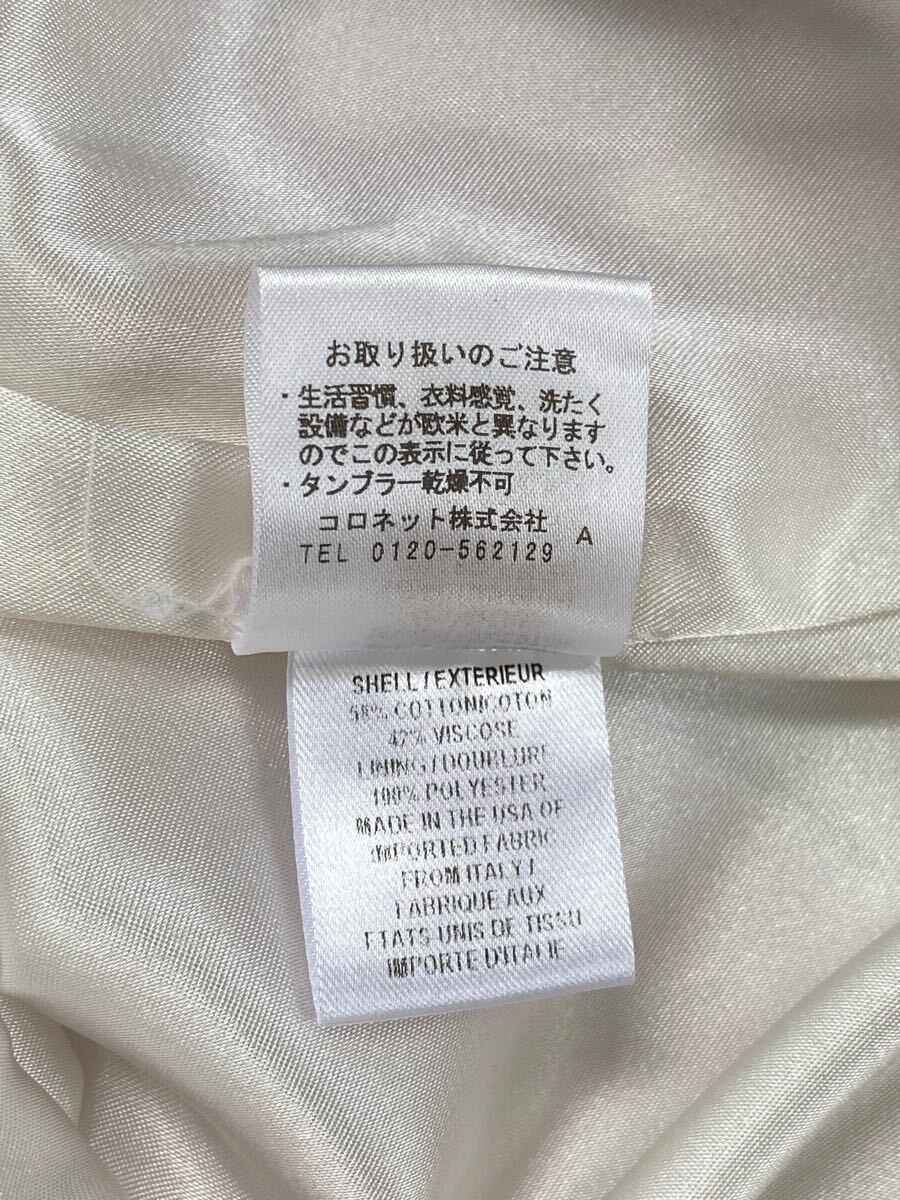 お取り扱いのご注意
・生活習慣、衣料感覚、洗たく
設備などが欧米と異なります
のでこの表示に従って下さい。
・タンブラー乾燥不可
コロネット株式会社
TEL 0120-562129 A
SHELL/EXTERIEUR
58% COTTON/COTON
42% VISCOSE
LINING/DOUBLURE
100% POLYESTER
MADE IN THE USA OF
IMPORTED FABRIC
FROM ITALY/
FABRIQUE AUX
ETATS UNIS DE TISSU
IMPORTE D'ITALIE